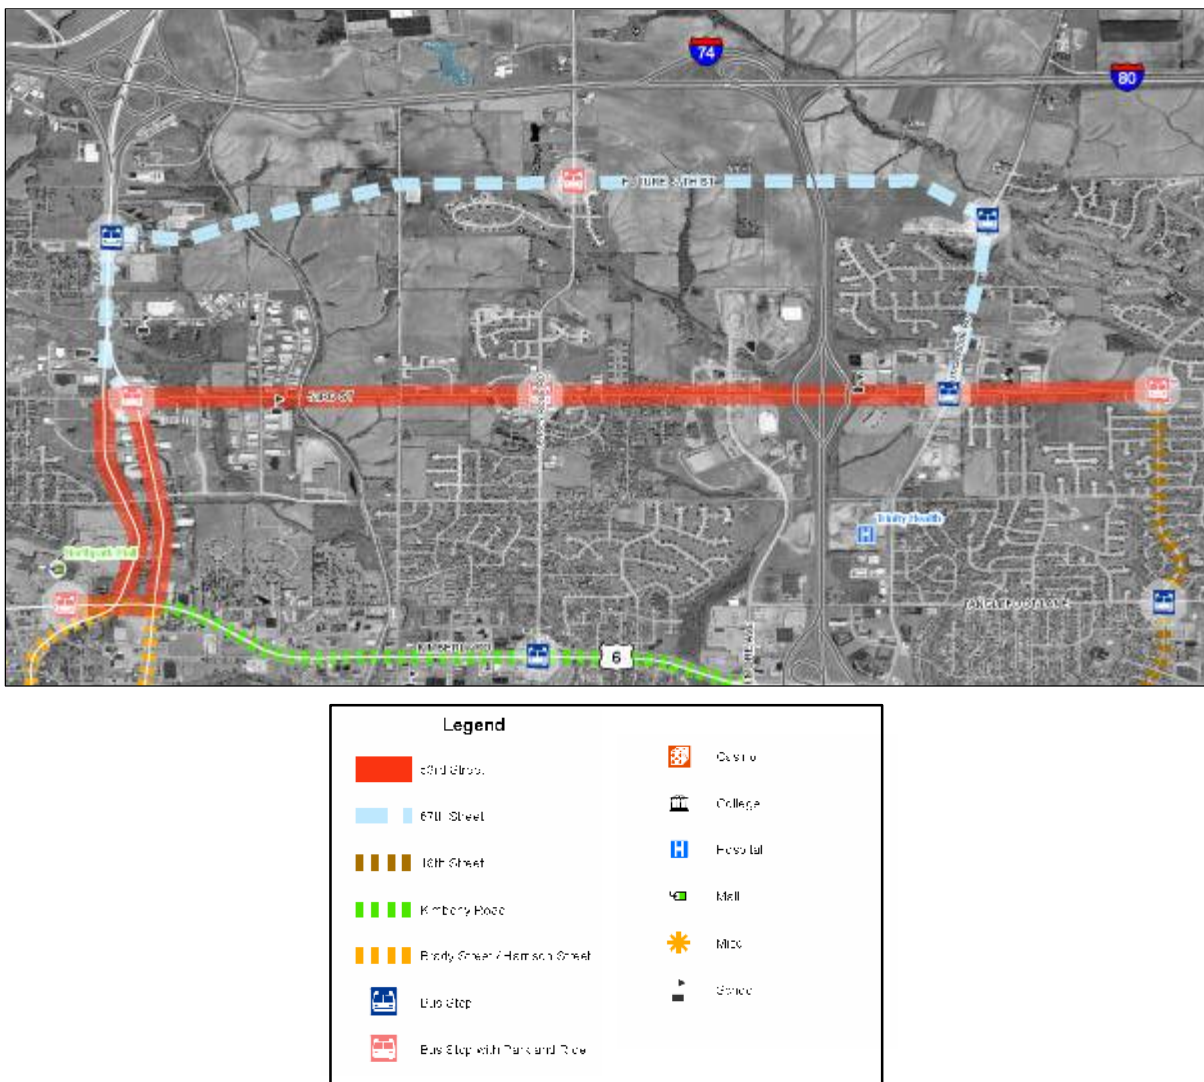 74
80
FUTURE 67TH ST
53RD ST
Trinity Health
Northpark Mall
TANGLEFOOT LANE
KIMBERLY RD
6
Legend
53rd Street
67th Street
Kimberly Road
Brady Street / Harrison Street
Bus Stop
Bus Stop with Park and Ride
Casino
College
Hospital
Mall
Misc
School